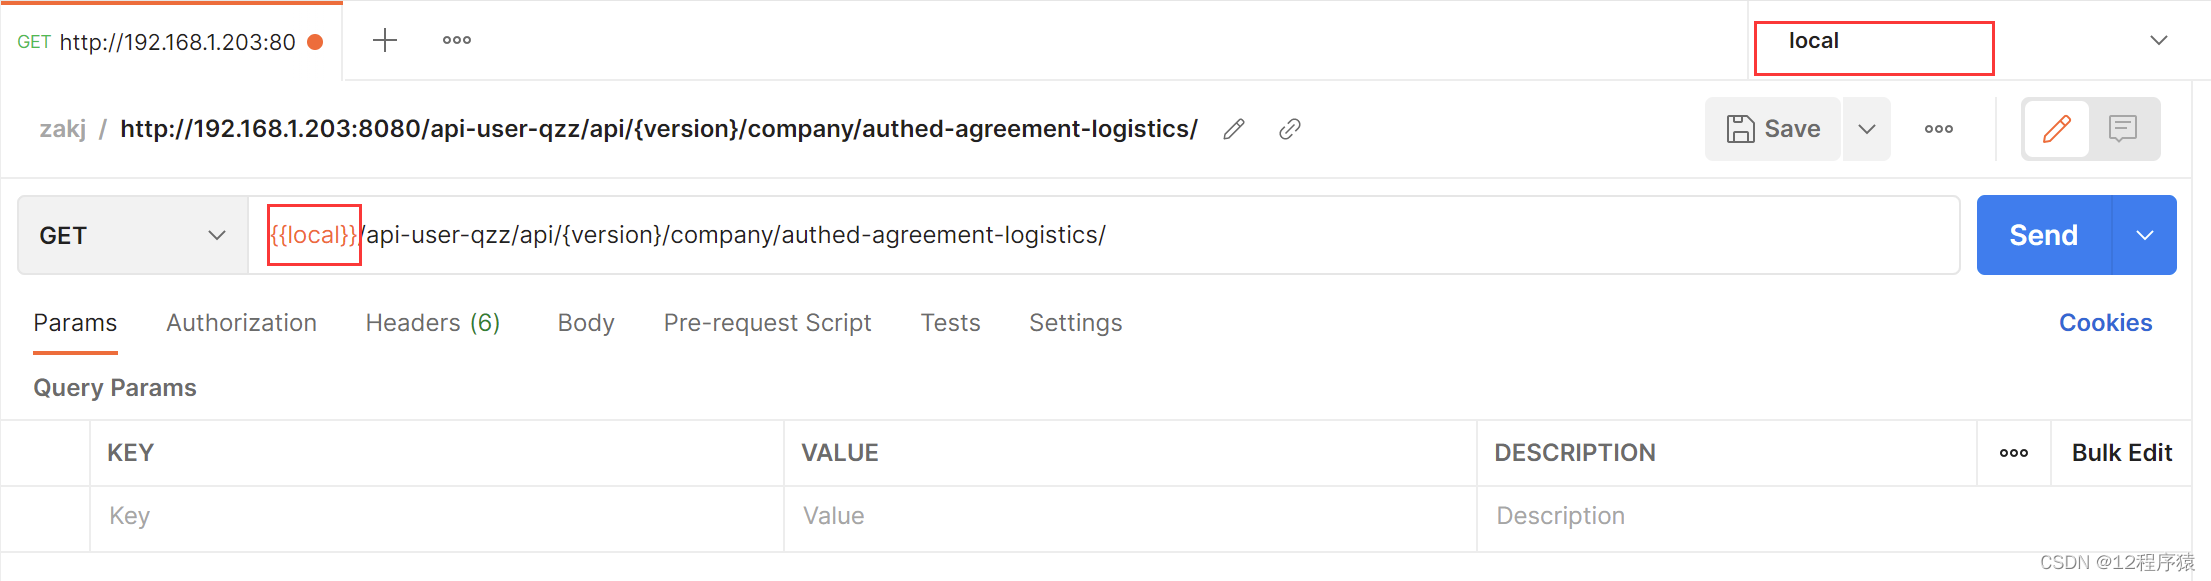 GET http://192.168.1.203:80
local
zakj / http://192.168.1.203:8080/api-user-qzz/api/{version}/company/authed-agreement-logistics/
Save
GET
{{local}}/api-user-qzz/api/{version}/company/authed-agreement-logistics/
Send
Params Authorization Headers (6) Body Pre-request Script Tests Settings Cookies
Query Params
KEY VALUE DESCRIPTION Bulk Edit
Key Value Description
CSDN @12程序猿